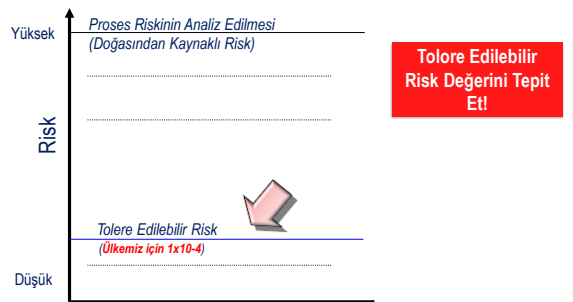 Yüksek
Proses Riskinin Analiz Edilmesi
(Doğasından Kaynaklı Risk)
Tolore Edilebilir
Risk Değerini Tepit
Et!
Risk
Tolere Edilebilir Risk
(Ülkemiz için 1x10-4)
Düşük